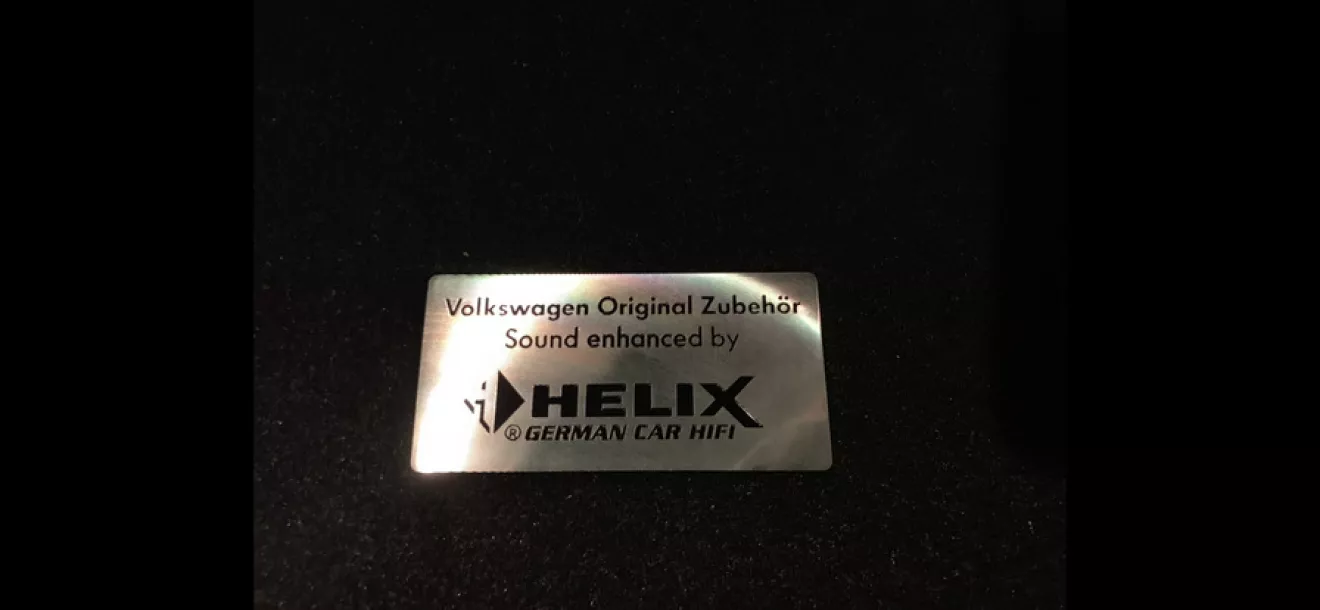 Volkswagen Original Zubehör
Sound enhanced by
HELIX
® GERMAN CAR HIFI